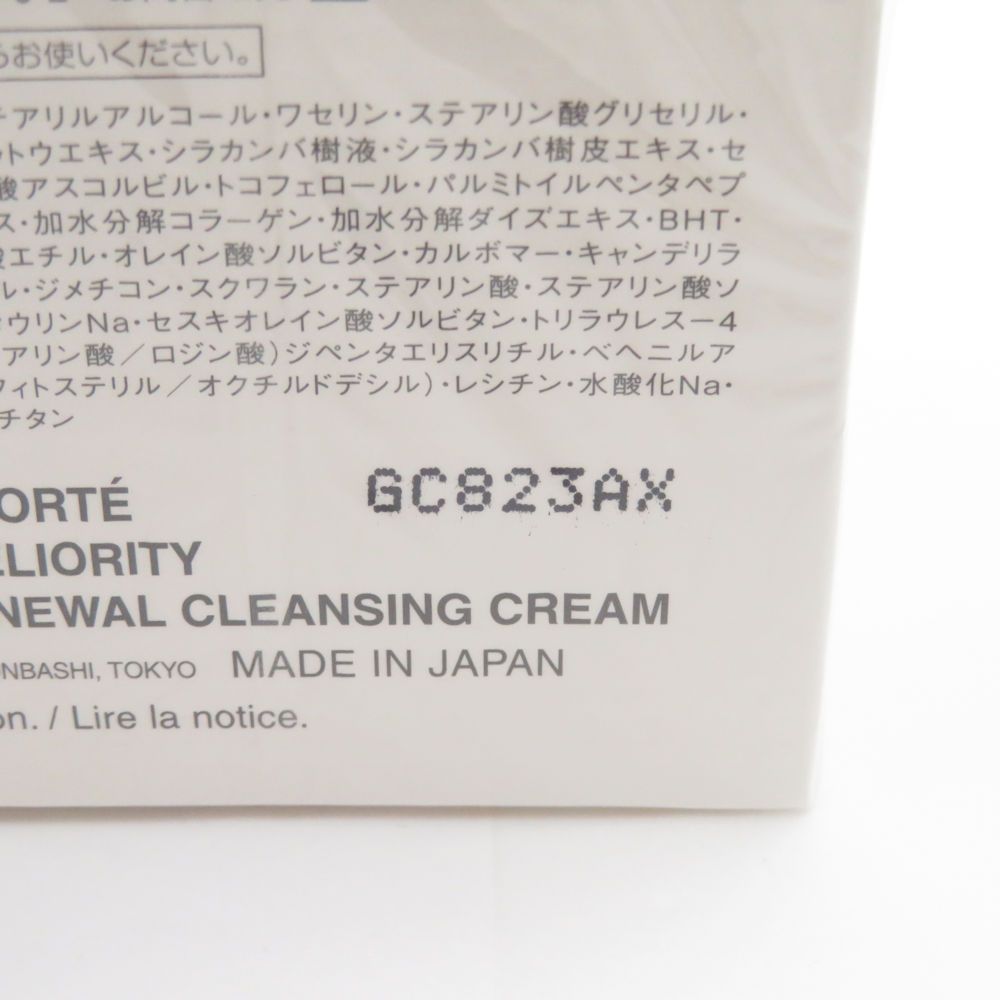 らお使いください。
テアリルアルコール・ワセリン・ステアリン酸グリセリル・
ットウエキス・シラカンバ樹液・シラカンバ樹皮エキス・セ
酸アスコルビル・トコフェロール・パルミトイルペンタペプ
ス・加水分解コラーゲン・加水分解ダイズエキス・BHT・
酸エチル・オレイン酸ソルビタン・カルボマー・キャンデリラ
ル・ジメチコン・スクワラン・ステアリン酸・ステアリン酸ソ
ウリンNa・セスキオレイン酸ソルビタン・トリラウレスー4
アリン酸/ロジン酸)ジペンタエリスリチル・ベヘニルア
フィトステリル/オクチルドデシル)・レシチン・水酸化Na・
チタン
GC823AX
ORTÉ
LIORITY
NEWAL CLEANSING CREAM
NBASHI, TOKYO MADE IN JAPAN
on. / Lire la notice.